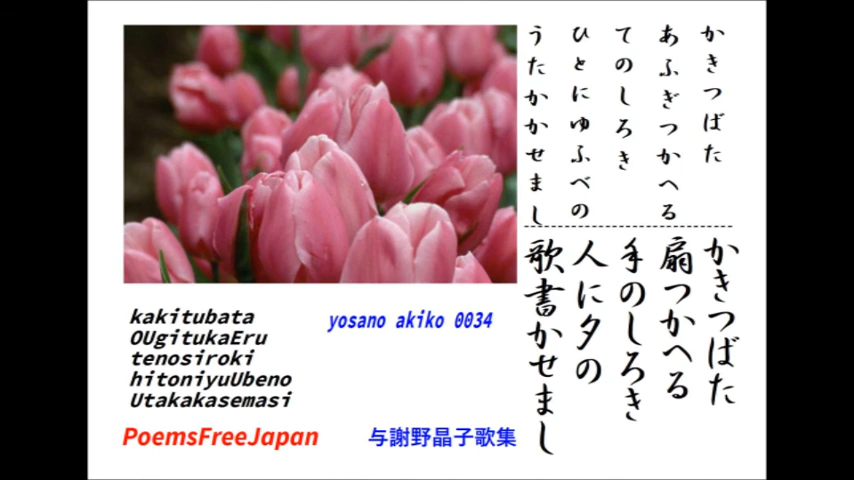 かきつばた
あふぎつかへる
てのしろき
ひとにゆふべの
うたかかせまし
かきつばた
扇つかへる
手のしろき
人に夕の
歌書かせまし
kakitubata
OUgitukaEru
tenosiroki
hitoniyuUbeno
Utakakasemasi
yosano akiko 0034
PoemsFreeJapan
与謝野晶子歌集